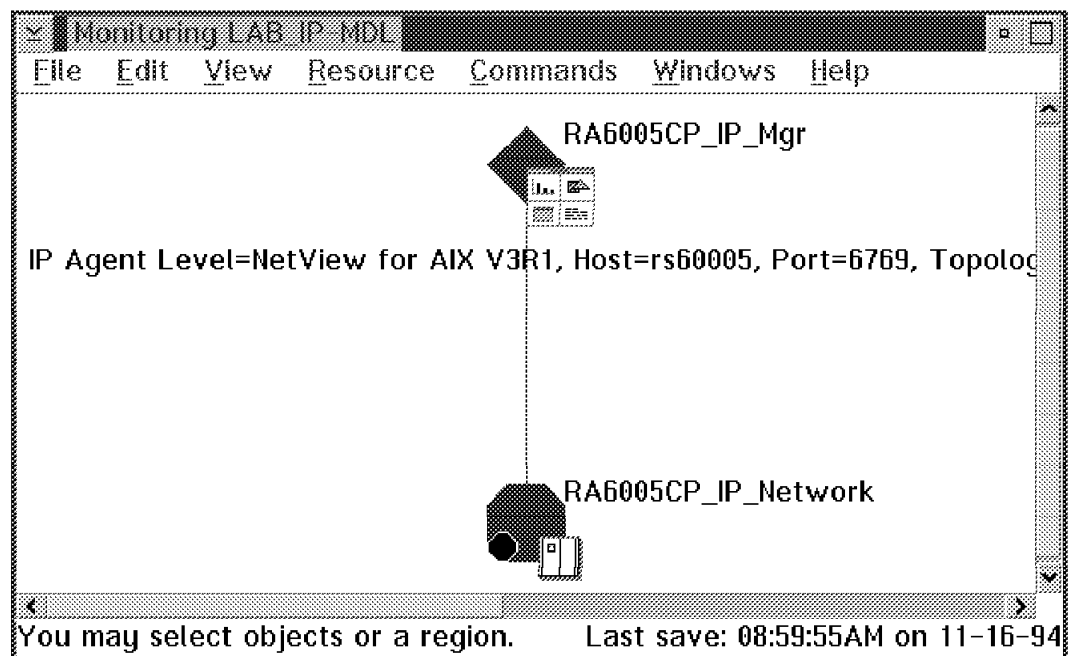 Monitoring LAB_IP-MDL
File Edit View Resource Commands Windows Help
RA6005CP_IP_Mgr
IP Agent Level=NetView for AIX V3R1, Host=rs60005, Port=6769, Topolog
RA6005CP_IP_Network
You may select objects or a region. Last save: 08:59:55AM on 11-16-94